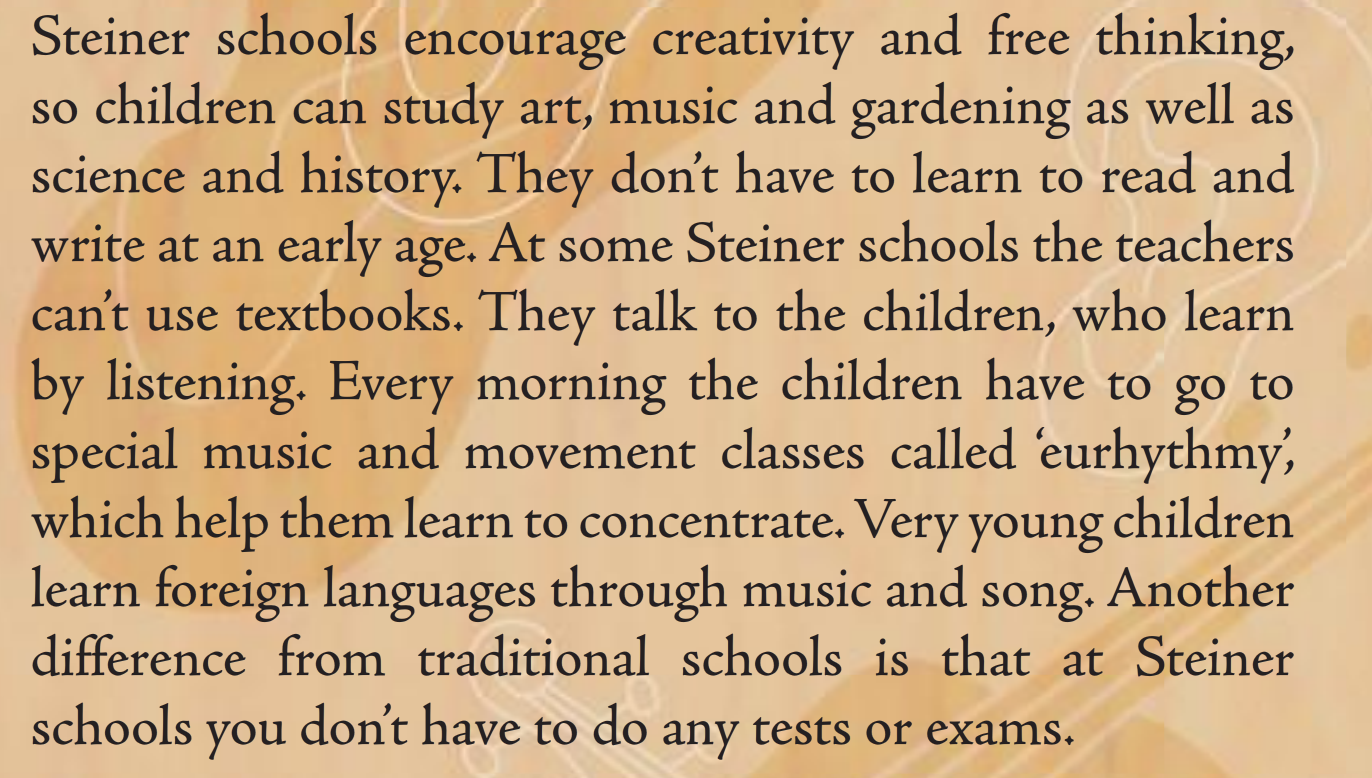 Steiner schools encourage creativity and free thinking,
so children can study art, music and gardening as well as
science and history. They don’t have to learn to read and
write at an early age. At some Steiner schools the teachers
can’t use textbooks. They talk to the children, who learn
by listening. Every morning the children have to go to
special music and movement classes called ‘eurhythmy’,
which help them learn to concentrate. Very young children
learn foreign languages through music and song. Another
difference from traditional schools is that at Steiner
schools you don’t have to do any tests or exams.